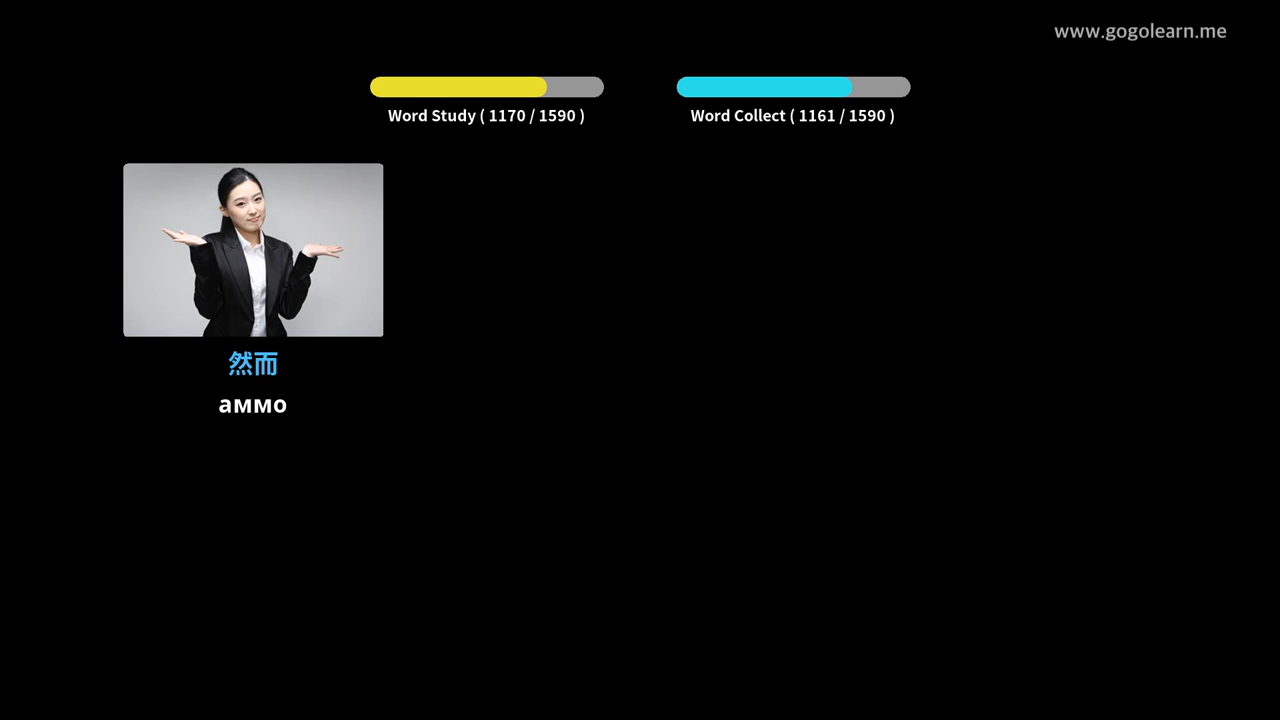 www.gogolearn.me
Word Study ( 1170 / 1590 )
Word Collect ( 1161 / 1590 )
然而
аммо